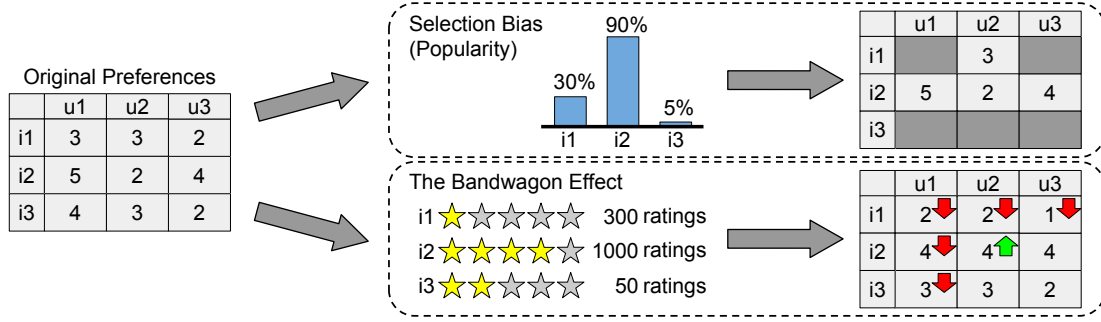 Original Preferences
u1 u2 u3
i1 3 3 2
i2 5 2 4
i3 4 3 2
Selection Bias
(Popularity)
30% 90% 5%
i1 i2 i3
u1 u2 u3
i1 3
i2 5 2 4
i3
The Bandwagon Effect
i1 300 ratings
i2 1000 ratings
i3 50 ratings
u1 u2 u3
i1 2 2 1
i2 4 4 4
i3 3 3 2